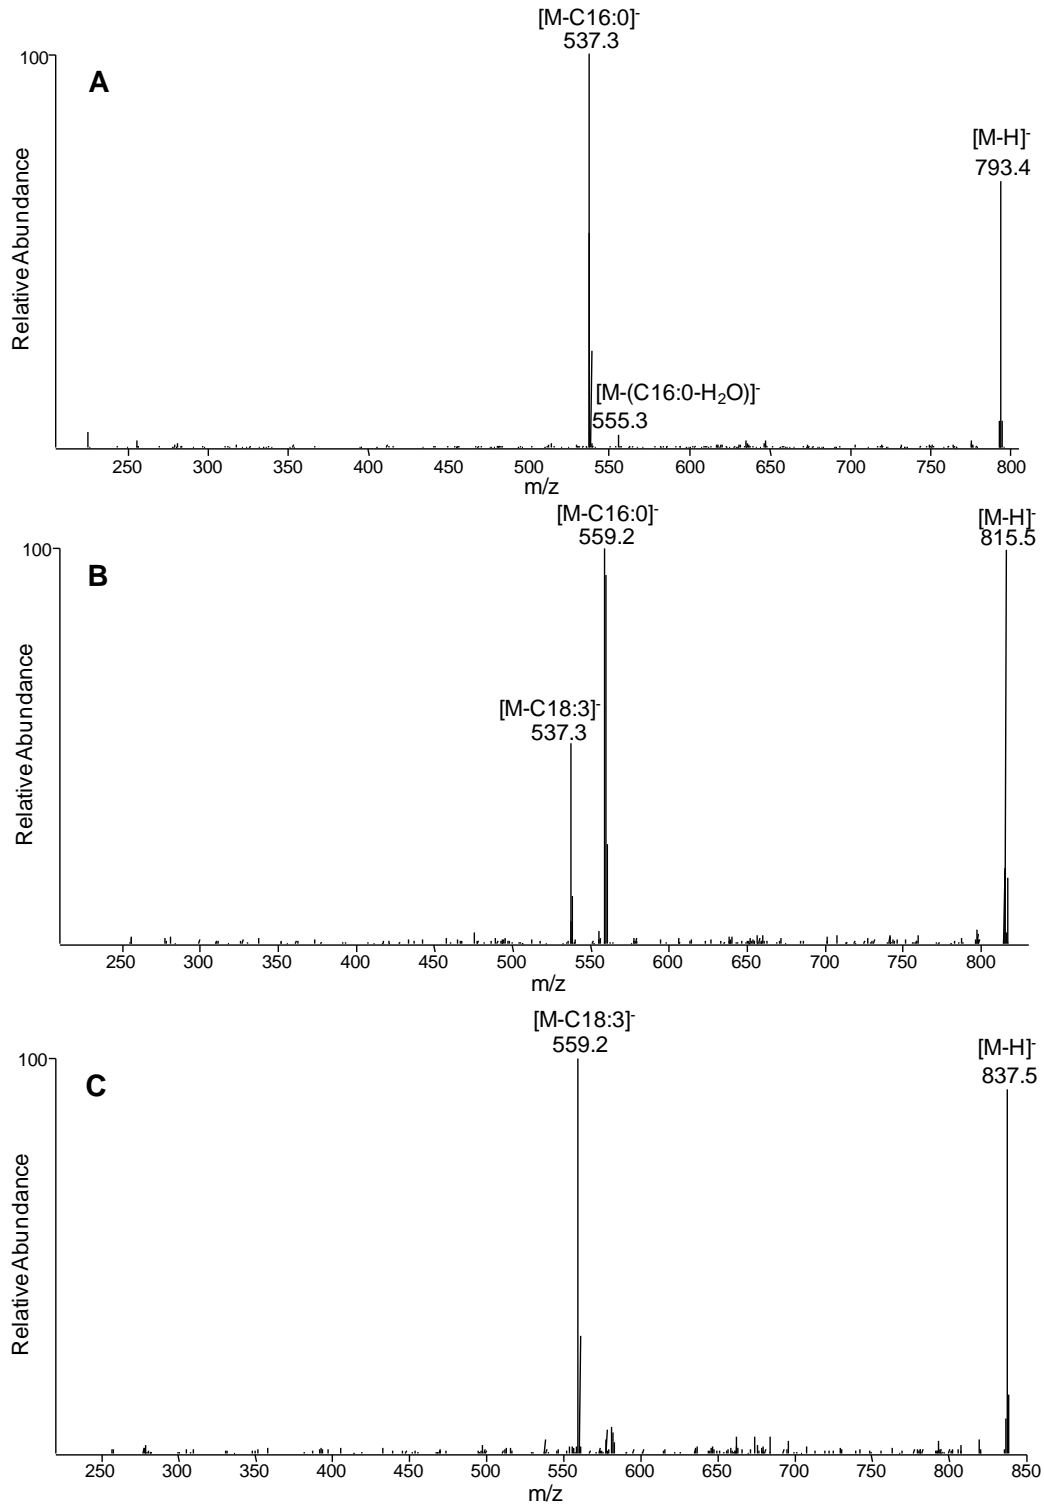 [M-C16:0]-
537.3
100
A
[M-H]-
793.4
Relative Abundance
[M-(C16:0-H2O)]-
555.3
250 300 350 400 450 500 550 600 650 700 750 800
m/z
[M-C16:0]-
559.2
[M-H]-
815.5
100
B
[M-C18:3]-
537.3
Relative Abundance
250 300 350 400 450 500 550 600 650 700 750 800
m/z
[M-C18:3]-
559.2
[M-H]-
837.5
100
C
Relative Abundance
250 300 350 400 450 500 550 600 650 700 750 800 850
m/z